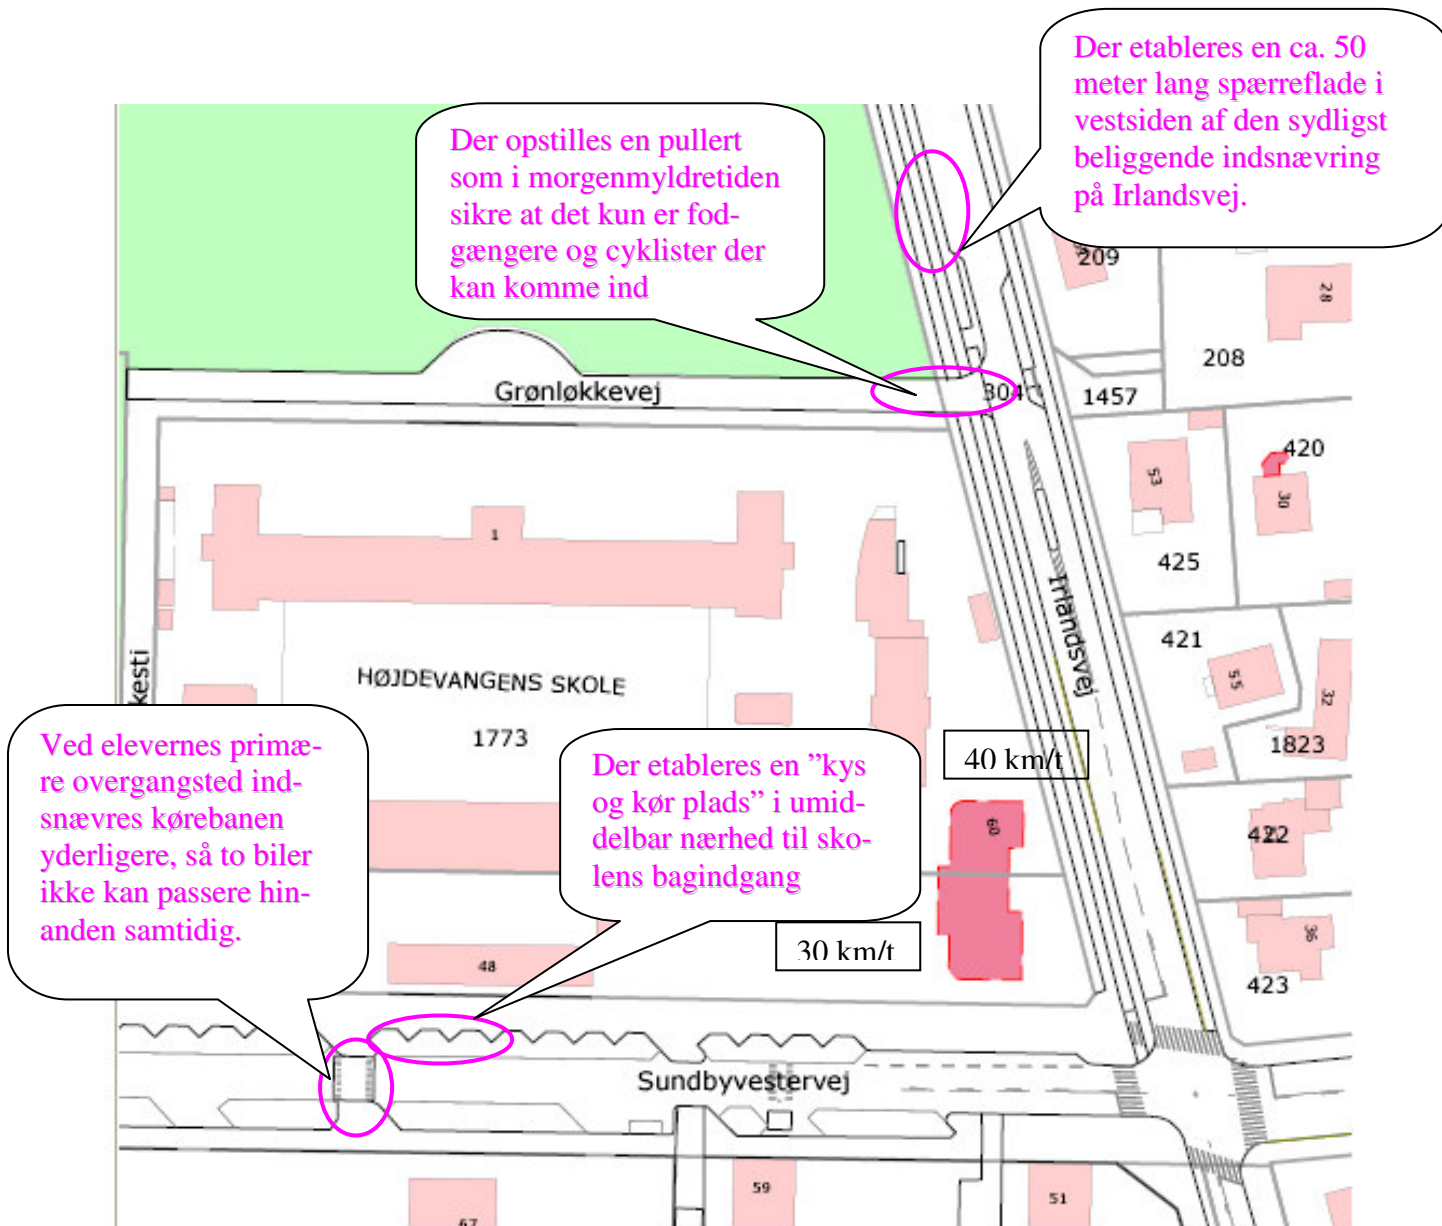 Der etableres en ca. 50
meter lang spærreflade i
vestsiden af den sydligst
beliggende indsnævring
på Irlandsvej.
Der opstilles en pullert
som i morgenmyldretiden
sikre at det kun er fod-
gængere og cyklister der
kan komme ind
209
28
208
Grønløkkevej
304
1457
420
53
30
1
425
Irlandsvej
421
kesti
HØJDEVANGENS SKOLE
55
32
1773
1823
Ved elevernes primæ-
re overgangsted ind-
snævres kørebanen
yderligere, så to biler
ikke kan passere hin-
anden samtidig.
Der etableres en ”kys
og kør plads” i umid-
delbar nærhed til sko-
lens bagindgang
40 km/t
60
422
30 km/t
36
48
423
Sundbyvestervej
59
51
67